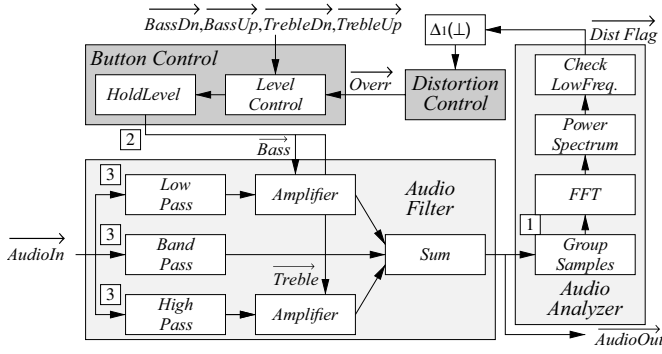 BassDn,BassUp,TrebleDn,TrebleUp
Δ1(⊥)
Dist Flag
Button Control
HoldLevel
Level
Control
Overr
Distortion
Control
Check
LowFreq.
2
Bass
Power
Spectrum
3
Low
Pass
Amplifier
Audio
Filter
FFT
AudioIn
3
Band
Pass
Treble
Sum
1
Group
Samples
3
High
Pass
Amplifier
Audio
Analyzer
AudioOut